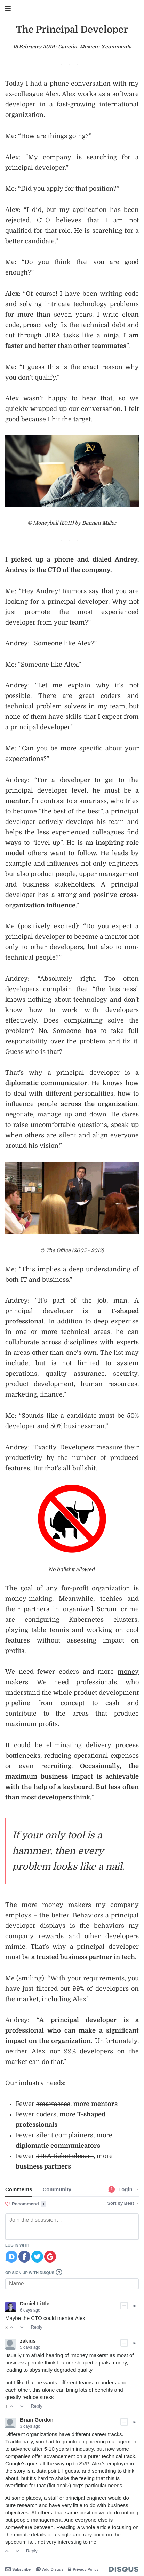 The Principal Developer
15 February 2019 · Cancún, Mexico · 3 comments
Today I had a phone conversation with my
ex-colleague Alex. Alex works as a software
developer in a fast-growing international
organization.
Me: “How are things going?”
Alex: “My company is searching for a
principal developer.”
Me: “Did you apply for that position?”
Alex: “I did, but my application has been
rejected. CTO believes that I am not
qualified for that role. He is searching for a
better candidate.”
Me: “Do you think that you are good
enough?”
Alex: “Of course! I have been writing code
and solving intricate technology problems
for more than seven years. I write clean
code, proactively fix the technical debt and
cut through JIRA tasks like a ninja. I am
faster and better than other teammates”.
Me: “I guess this is the exact reason why
you don't qualify.”
Alex wasn't happy to hear that, so we
quickly wrapped up our conversation. I felt
good because I hit the target.
© Moneyball (2011) by Bennett Miller
I picked up a phone and dialed Andrey.
Andrey is the CTO of the company.
Me: “Hey Andrey! Rumors say that you are
looking for a principal developer. Why not
just promote the most experienced
developer from your team?”
Andrey: “Someone like Alex?”
Me: “Someone like Alex.”
Andrey: “Let me explain why it's not
possible. There are great coders and
technical problem solvers in my team, but
none of them have skills that I expect from
a principal developer.”
Me: “Can you be more specific about your
expectations?”
Andrey: “For a developer to get to the
principal developer level, he must be a
mentor. In contrast to a smartass, who tries
to become “the best of the best”, a principal
developer always tests the team first and
helps the less experienced colleagues find
ways to “level up”. He is an inspiring role
model others want to follow. He leads by
example for not only other engineers, but
also product people, upper management
and business stakeholders. A principal
developer has a strong and positive cross-
organization influence.”
Me (positively excited): “Do you expect a
principal developer to become a mentor not
only to other developers, but also to non-
technical people?”
Andrey: “Absolutely right. Too often
developers complain that “the business”
knows nothing about technology and don't
know how to work with developers
effectively. Does complaining solve the
problem? No. Someone has to take full
responsibility over the problem and fix it.
Guess who is that?
That's why a principal developer is a
diplomatic communicator. He knows how
to deal with different personalities, how to
influence people across the organization,
negotiate, manage up and down. He dares
to raise uncomfortable questions, speak up
when others are silent and align everyone
around his vision.”
© The Office (2005 - 2013)
Me: “This implies a deep understanding of
both IT and business.”
Andrey: “It's part of the job, man. A
principal developer is a T-shaped
professional. In addition to deep expertise
in one or more technical areas, he can
collaborate across disciplines with experts
in areas other than one's own. The list may
include, but is not limited to system
operations, quality assurance, security,
product development, human resources,
marketing, finance.”
Me: “Sounds like a candidate must be 50%
developer and 50% businessman.”
Andrey: “Exactly. Developers measure their
productivity by the number of produced
features. But that's all bullshit.
No bullshit allowed.
The goal of any for-profit organization is
money-making. Meanwhile, techies and
their partners in organized Scrum crime
are configuring Kubernetes clusters,
playing table tennis and working on cool
features without assessing impact on
profits.
We need fewer coders and more money
makers. We need professionals, who
understand the whole product development
pipeline from concept to cash and
contribute to the areas that produce
maximum profits.
It could be eliminating delivery process
bottlenecks, reducing operational expenses
or even recruiting. Occasionally, the
maximum business impact is achievable
with the help of a keyboard. But less often
than most developers think.”
If your only tool is a
hammer, then every
problem looks like a nail.
The more money makers my company
employs — the better. Behaviors a principal
developer displays is the behaviors my
company rewards and other developers
mimic. That's why a principal developer
must be a trusted business partner in tech.
Me (smiling): “With your requirements, you
have just filtered out 99% of developers on
the market, including Alex.”
Andrey: “A principal developer is a
professional who can make a significant
impact on the organization. Unfortunately,
neither Alex nor 99% developers on the
market can do that.”
Our industry needs:
• Fewer smartasses, more mentors
• Fewer coders, more T-shaped
professionals
• Fewer silent complainers, more
diplomatic communicators
• Fewer JIRA ticket closers, more
business partners
Comments Community Login
Recommend 1 Sort by Best
Join the discussion…
LOG IN WITH
OR SIGN UP WITH DISQUS ?
Name
Daniel Little
5 days ago
Maybe the CTO could mentor Alex
Reply
zakius
5 days ago
usually I'm afraid hearing of "money makers" as most of
business-people think feature shipped equals money,
leading to abysmally degraded quality
but I like that he wants different teams to understand
each other, this alone can bring lots of benefits and
greatly reduce stress
Reply
Brian Gordon
3 days ago
Different organizations have different career tracks.
Traditionally, you had to go into engineering management
to advance after 5-10 years in industry, but now some
companies offer advancement on a pure technical track.
Google's goes all the way up to SVP. Alex's employer in
this blog post wants a people person who likes to think
about the big picture. I guess my feeling is that this is
overfitting for that (fictional?) particular niche needs.
At some places, a staff or principal engineer would do
pure research and have very little to do with business
objectives. At others, that same position would do nothing
but people management. And everyone else is
somewhere between. Reading a whole article focused on
the minute details of a single arbitrary point in that
space is... not very interesting to me.
Reply
Subscribe Add Disqus Privacy Policy DISQUS